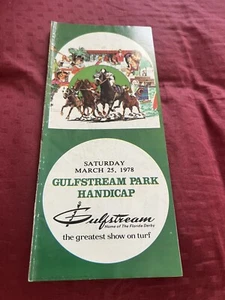 SATURDAY
MARCH 25, 1978
GULFSTREAM PARK
HANDICAP
Gulfstream
Home of The Florida Derby
the greatest show on turf